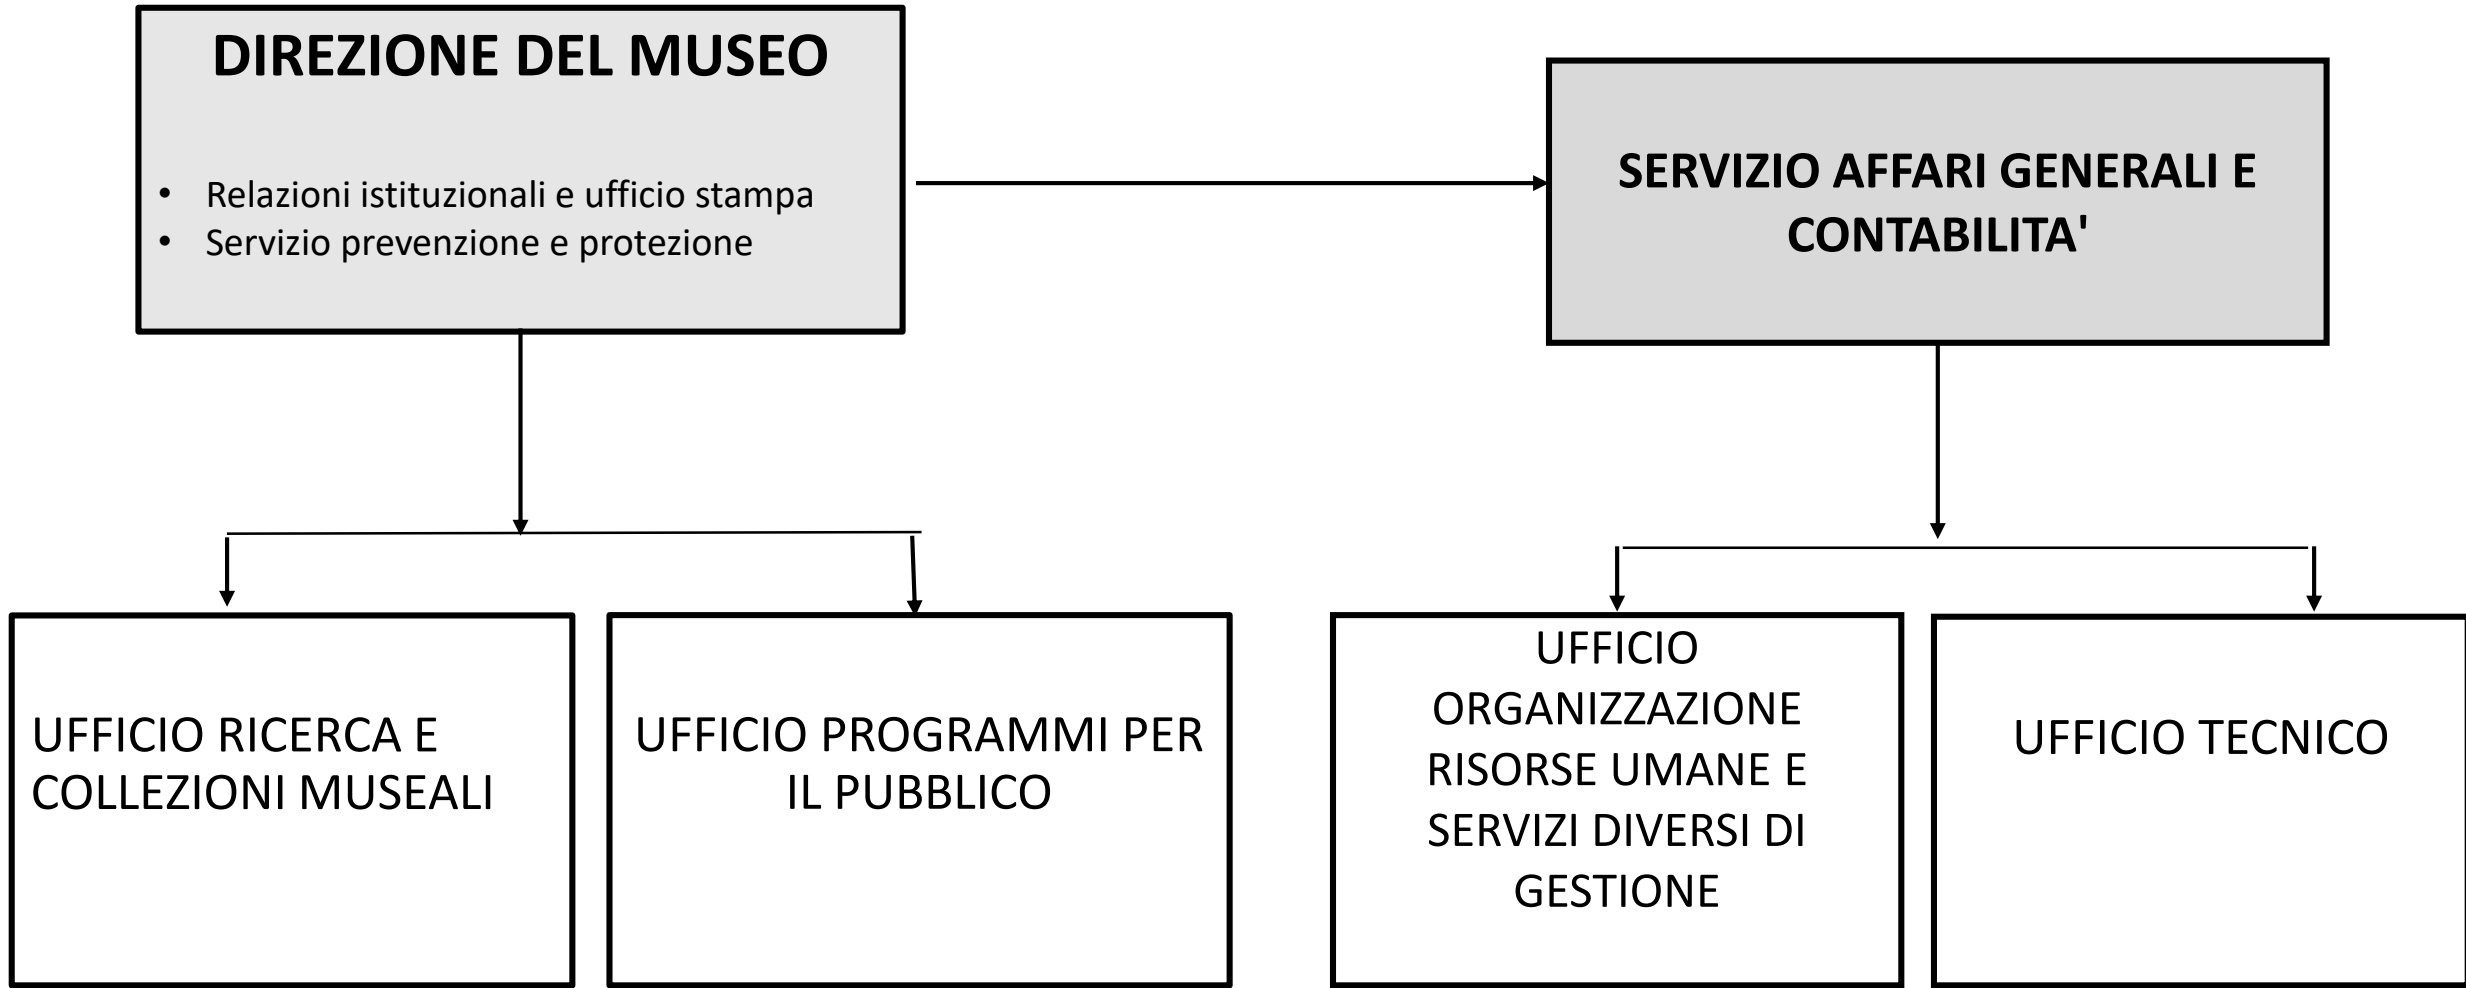 DIREZIONE DEL MUSEO
• Relazioni istituzionali e ufficio stampa
• Servizio prevenzione e protezione
SERVIZIO AFFARI GENERALI E
CONTABILITA'
UFFICIO RICERCA E
COLLEZIONI MUSEALI
UFFICIO PROGRAMMI PER
IL PUBBLICO
UFFICIO
ORGANIZZAZIONE
RISORSE UMANE E
SERVIZI DIVERSI DI
GESTIONE
UFFICIO TECNICO